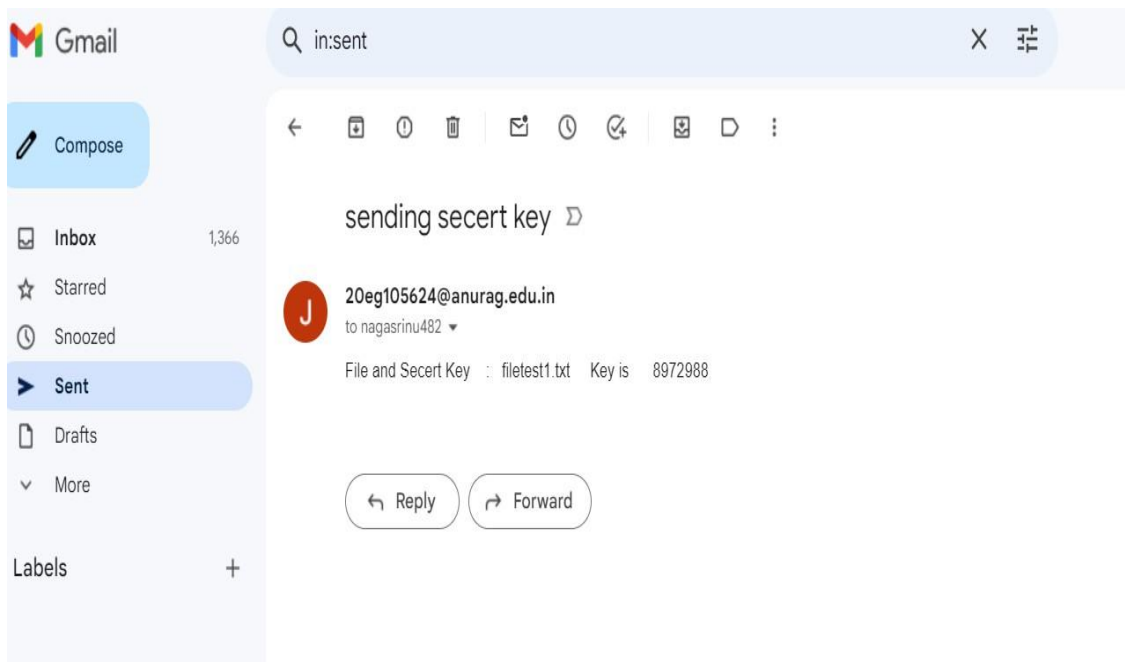 Gmail
in:sent
Compose
Inbox 1,366
Starred
Snoozed
Sent
Drafts
More
Labels
sending secert key
J
20eg105624@anurag.edu.in
to nagasrinu482
File and Secert Key : filetest1.txt Key is 8972988
Reply Forward